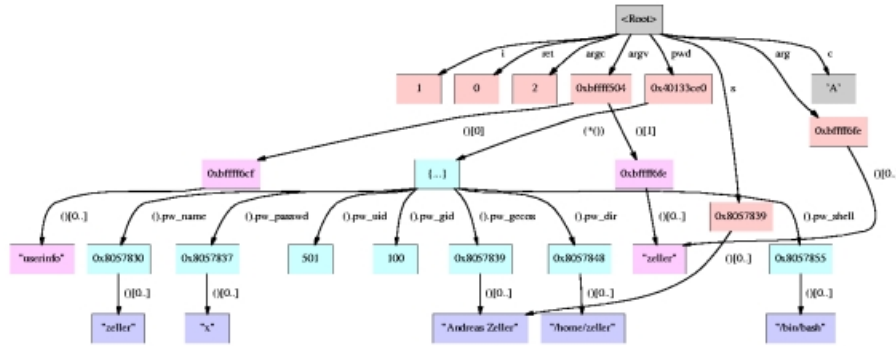 <Root>
i
ret
argc
argv
pwd
s
arg
c
1
0
2
0xbffff504
0x40133ce0
"A"
0xbffff6fe
()[0]
(*())
()[1]
()[0..
0xbffff6cf
{...}
0xbffff6fe
0x8057839
()[0..]
().pw_name
().pw_passwd
().pw_uid
().pw_gid
().pw_gecos
().pw_dir
()[0..]
().pw_shell
"userinfo"
0x8057830
0x8057837
501
100
0x8057839
0x8057848
"zeller"
()[0..]
0x8057855
()[0..]
()[0..]
()[0..]
()[0..]
()[0..]
"zeller"
"x"
"Andreas Zeller"
"/home/zeller"
"/bin/bash"